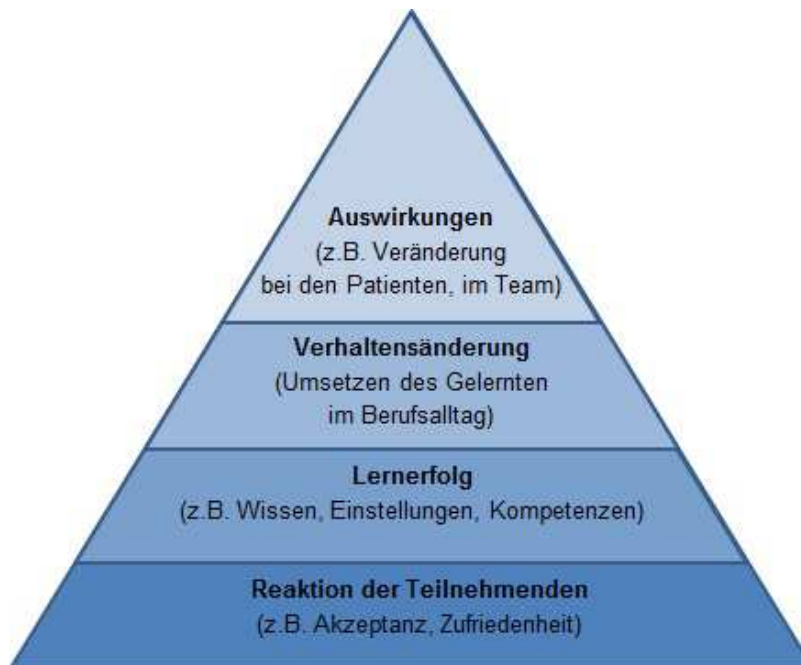 Auswirkungen
(z.B. Veränderung
bei den Patienten, im Team)
Verhaltensänderung
(Umsetzen des Gelernten
im Berufsalltag)
Lernerfolg
(z.B. Wissen, Einstellungen, Kompetenzen)
Reaktion der Teilnehmenden
(z.B. Akzeptanz, Zufriedenheit)